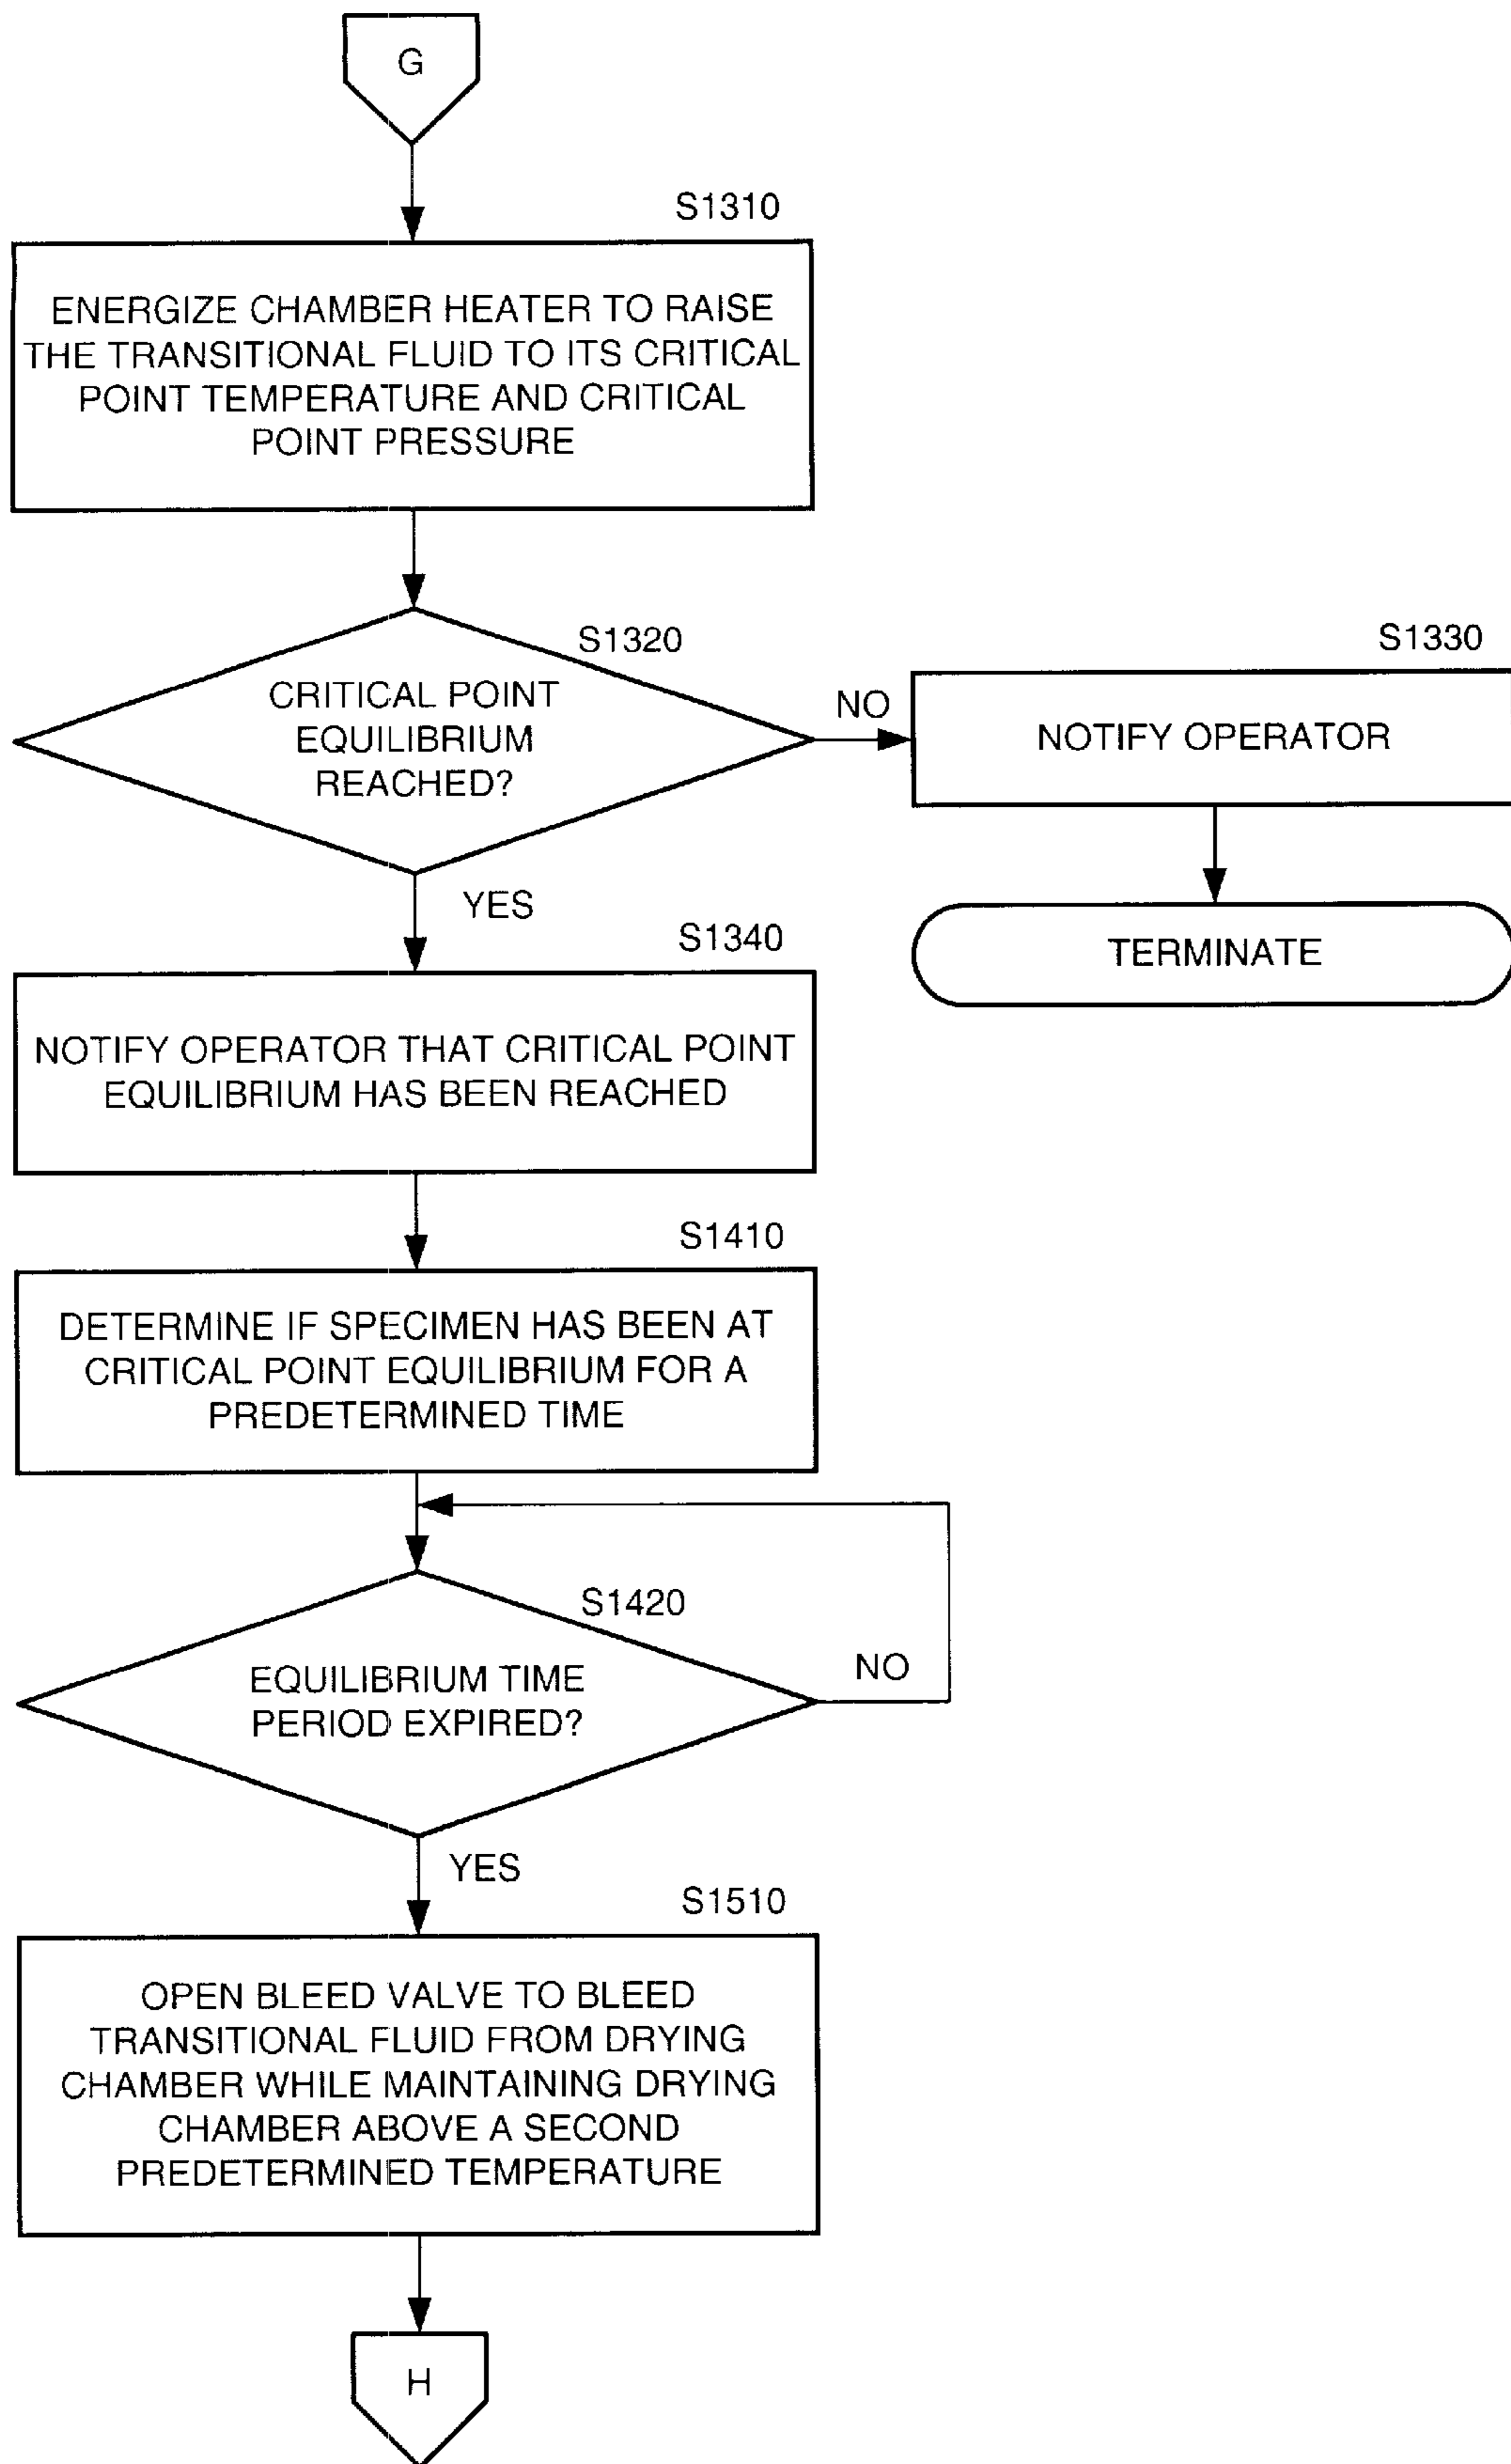 G
S1310
ENERGIZE CHAMBER HEATER TO RAISE
THE TRANSITIONAL FLUID TO ITS CRITICAL
POINT TEMPERATURE AND CRITICAL
POINT PRESSURE
S1320
CRITICAL POINT
EQUILIBRIUM
REACHED?
NO
S1330
NOTIFY OPERATOR
TERMINATE
YES
S1340
NOTIFY OPERATOR THAT CRITICAL POINT
EQUILIBRIUM HAS BEEN REACHED
S1410
DETERMINE IF SPECIMEN HAS BEEN AT
CRITICAL POINT EQUILIBRIUM FOR A
PREDETERMINED TIME
S1420
EQUILIBRIUM TIME
PERIOD EXPIRED?
NO
YES
S1510
OPEN BLEED VALVE TO BLEED
TRANSITIONAL FLUID FROM DRYING
CHAMBER WHILE MAINTAINING DRYING
CHAMBER ABOVE A SECOND
PREDETERMINED TEMPERATURE
H